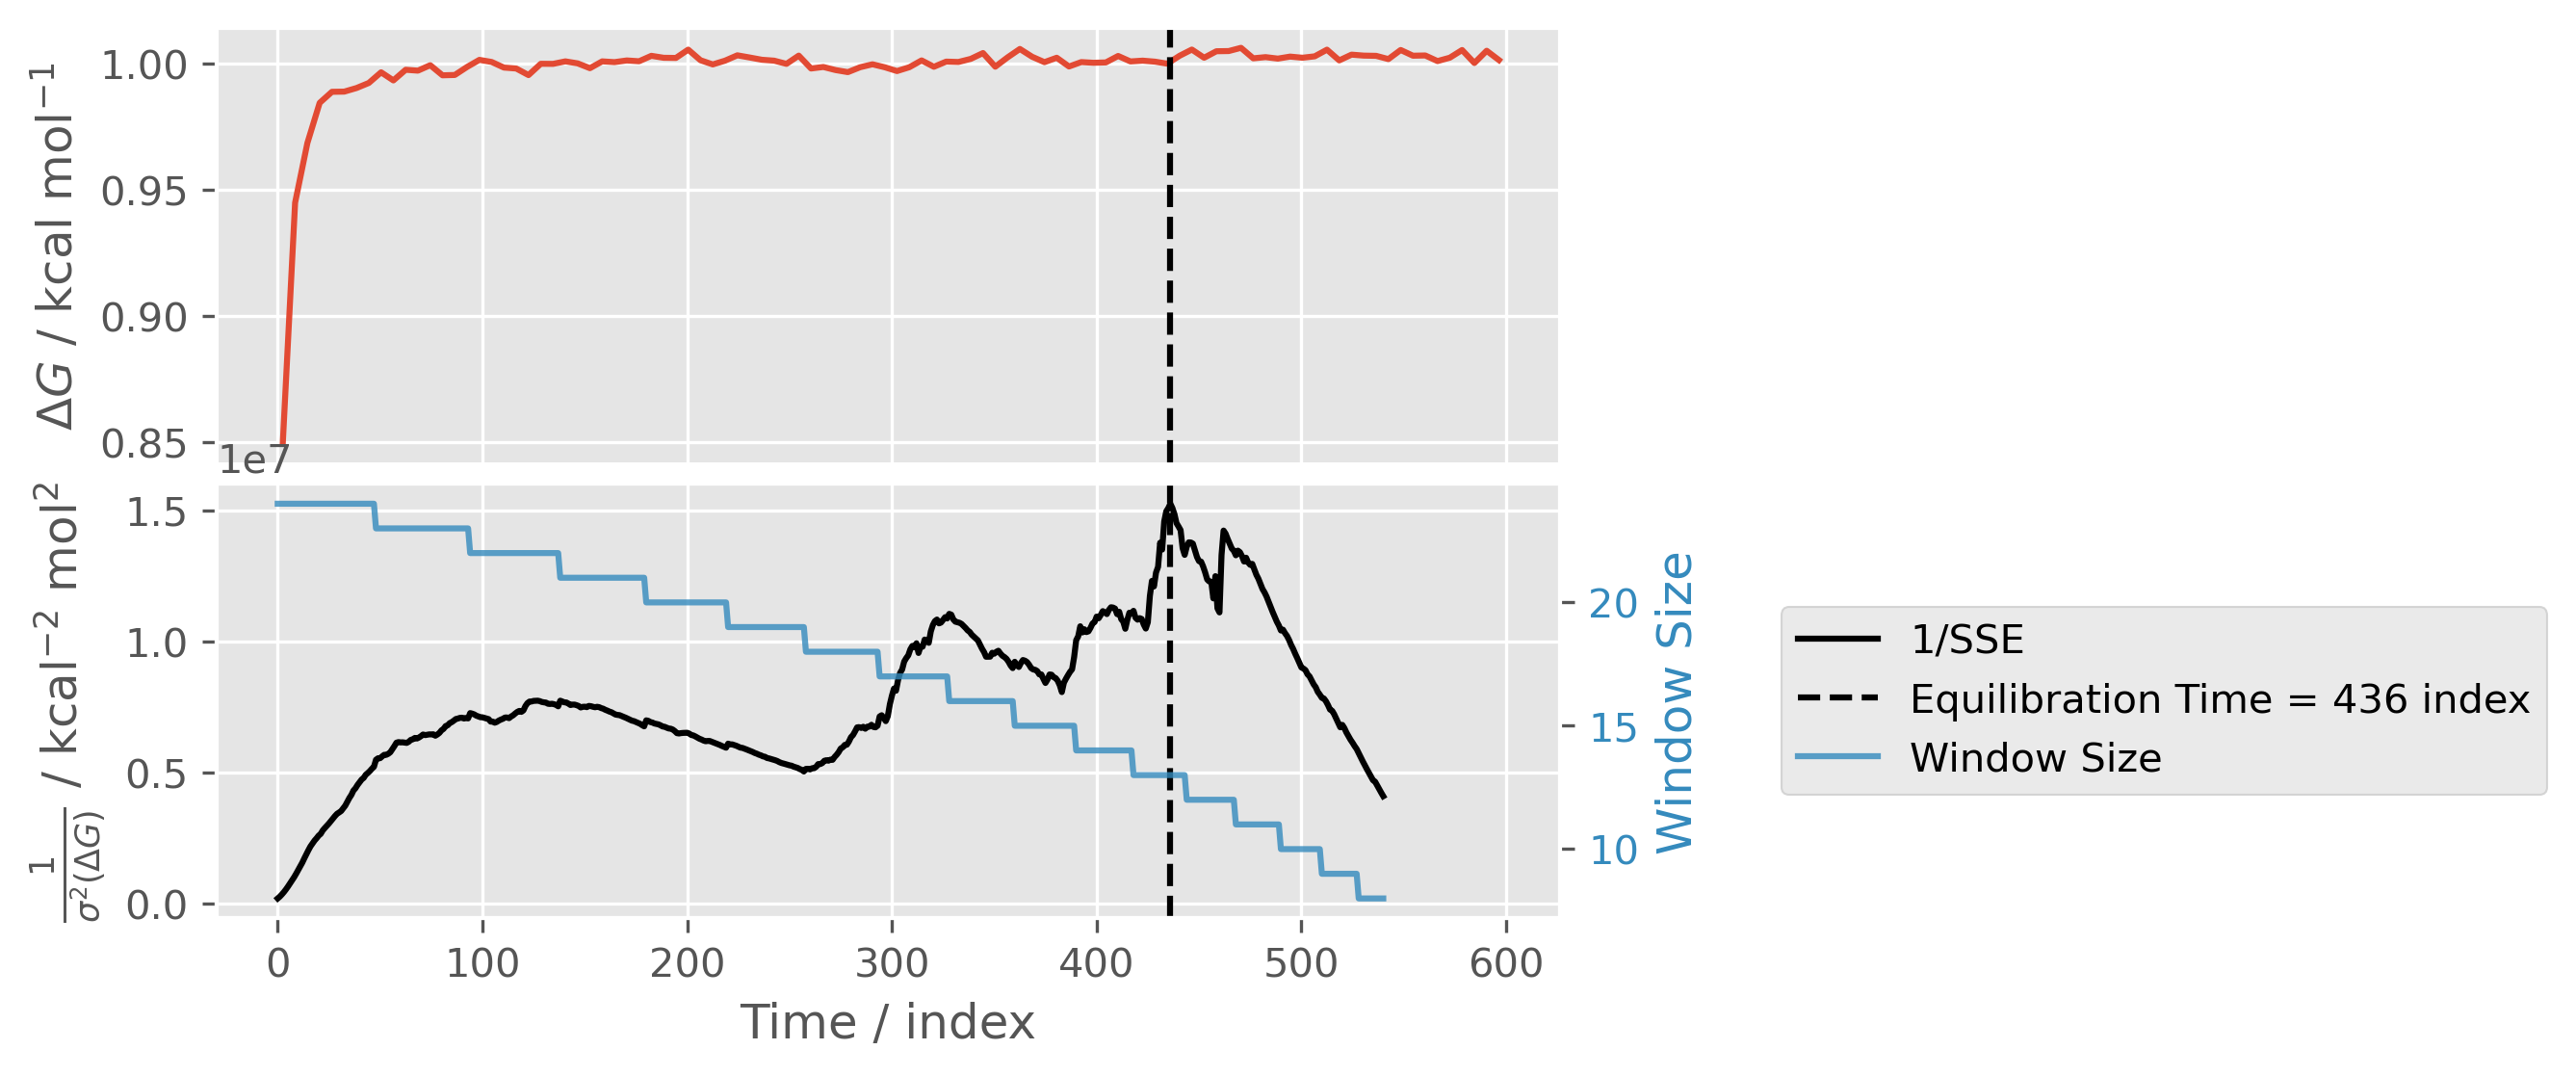 ΔG / kcal mol⁻¹
1.00
0.95
0.90
0.85
1e7
1/σ²(ΔG) / kcal⁻² mol²
1.5
1.0
0.5
0.0
20
15
10
Window Size
0 100 200 300 400 500 600
Time / index
1/SSE
Equilibration Time = 436 index
Window Size